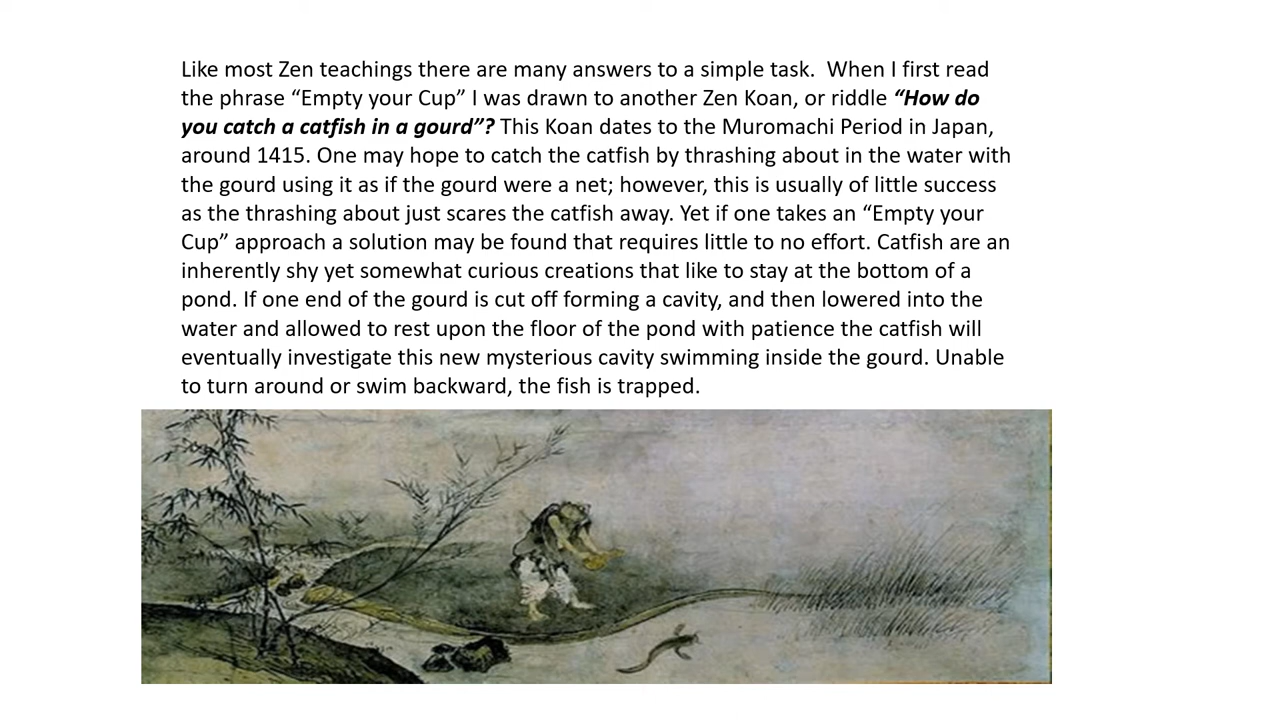 Like most Zen teachings there are many answers to a simple task.  When I first read
the phrase “Empty your Cup” I was drawn to another Zen Koan, or riddle “How do
you catch a catfish in a gourd”? This Koan dates to the Muromachi Period in Japan,
around 1415. One may hope to catch the catfish by thrashing about in the water with
the gourd using it as if the gourd were a net; however, this is usually of little success
as the thrashing about just scares the catfish away. Yet if one takes an “Empty your
Cup” approach a solution may be found that requires little to no effort. Catfish are an
inherently shy yet somewhat curious creations that like to stay at the bottom of a
pond. If one end of the gourd is cut off forming a cavity, and then lowered into the
water and allowed to rest upon the floor of the pond with patience the catfish will
eventually investigate this new mysterious cavity swimming inside the gourd. Unable
to turn around or swim backward, the fish is trapped.